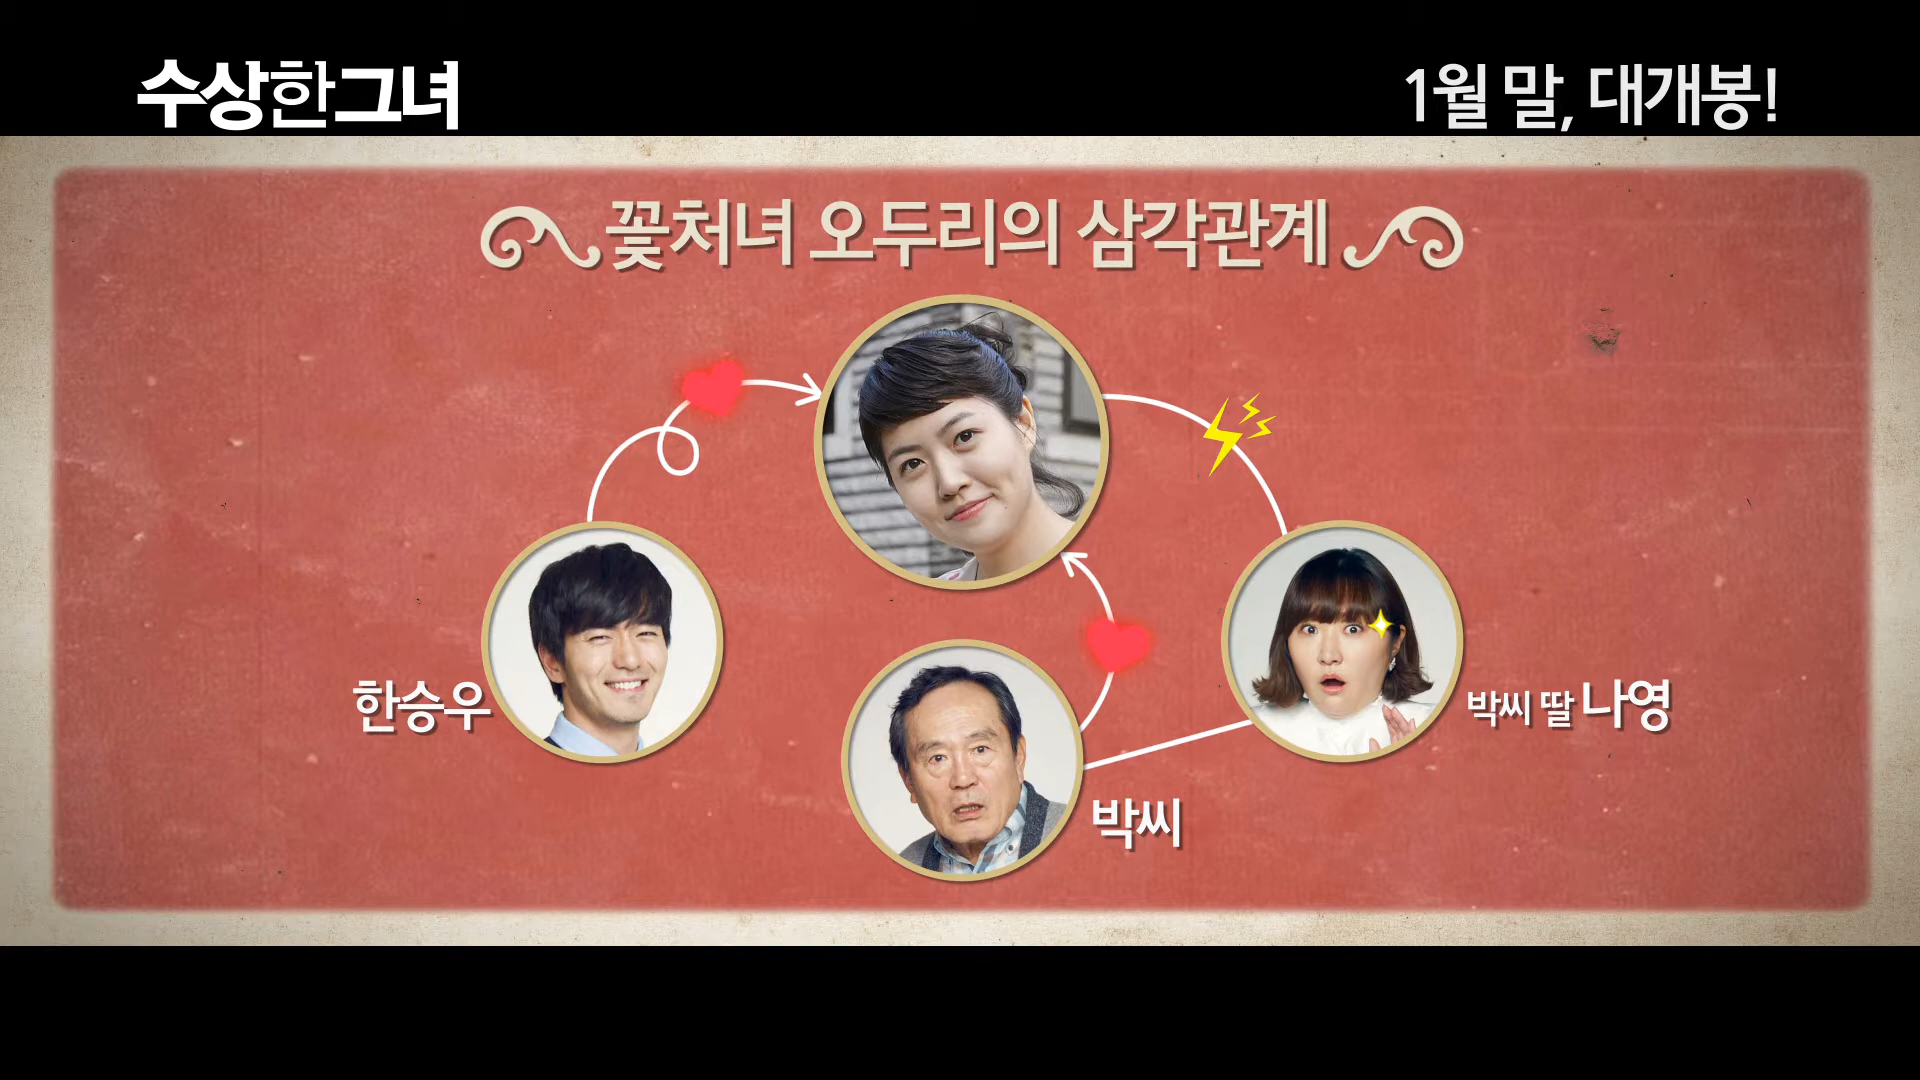 수상한그녀
1월 말, 대개봉!
꽃처녀 오두리의 삼각관계
한승우
박씨 딸 나영
박씨